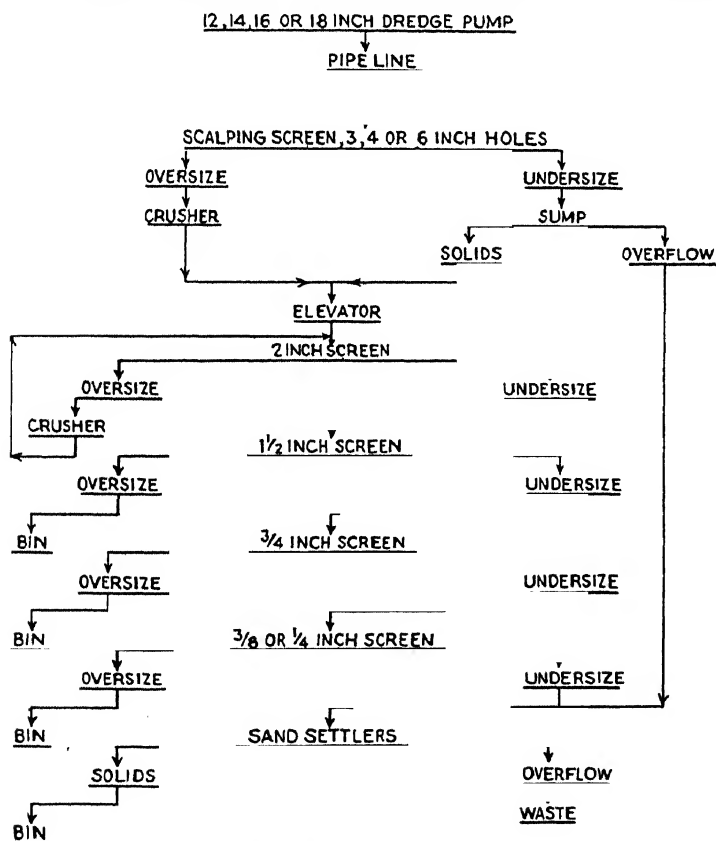 12, 14, 16 OR 18 INCH DREDGE PUMP
PIPE LINE
SCALPING SCREEN, 3, 4 OR 6 INCH HOLES
OVERSIZE UNDERSIZE
CRUSHER SUMP
SOLIDS OVERFLOW
ELEVATOR
2 INCH SCREEN
OVERSIZE UNDERSIZE
CRUSHER
1½ INCH SCREEN
OVERSIZE UNDERSIZE
BIN 3/4 INCH SCREEN
OVERSIZE UNDERSIZE
BIN 3/8 OR 1/4 INCH SCREEN
OVERSIZE UNDERSIZE
BIN SAND SETTLERS
SOLIDS OVERFLOW
WASTE
BIN